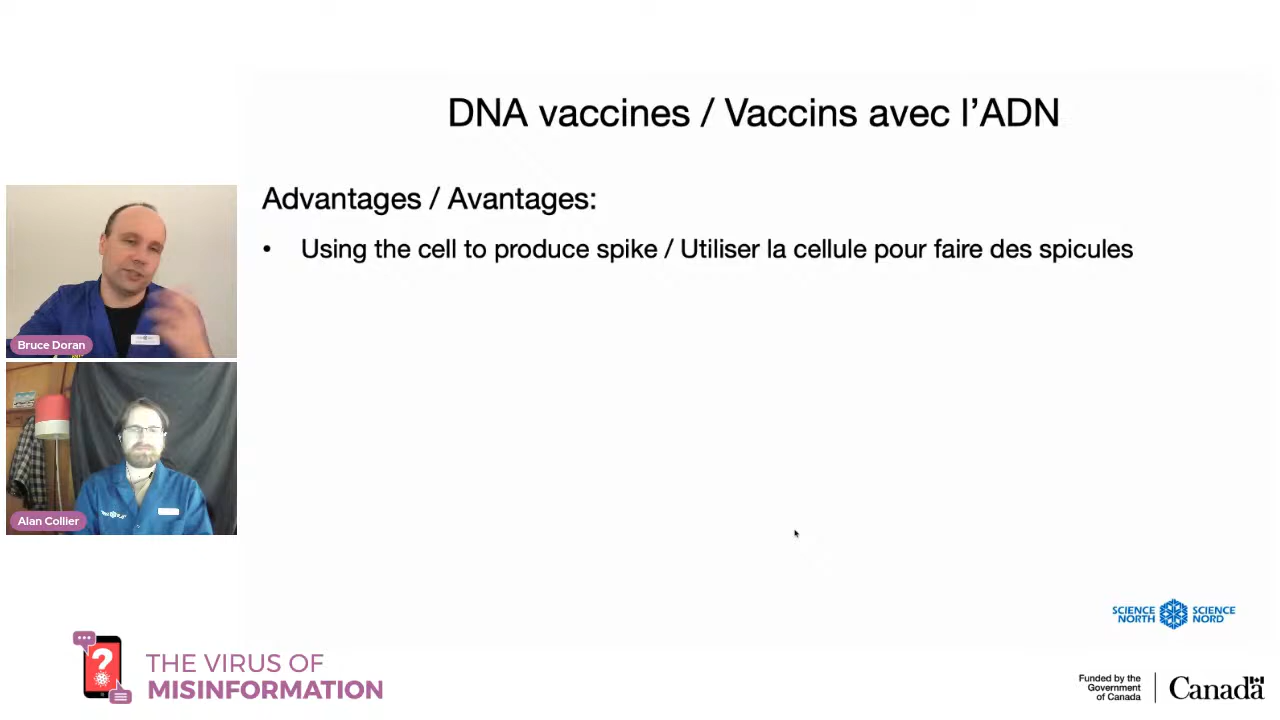 DNA vaccines / Vaccins avec l'ADN
Advantages / Avantages:
• Using the cell to produce spike / Utiliser la cellule pour faire des spicules
Bruce Doran
Alan Collier
SCIENCE NORTH
SCIENCE NORD
THE VIRUS OF
MISINFORMATION
Funded by the
Government
of Canada
Canada